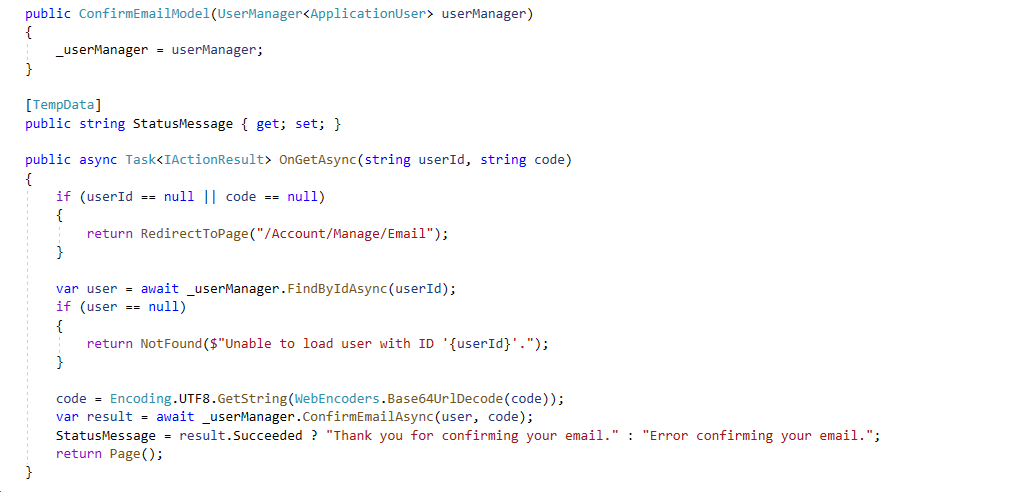 public ConfirmEmailModel(UserManager<ApplicationUser> userManager)
{
    _userManager = userManager;
}

[TempData]
public string StatusMessage { get; set; }

public async Task<IActionResult> OnGetAsync(string userId, string code)
{
    if (userId == null || code == null)
    {
        return RedirectToPage("/Account/Manage/Email");
    }

    var user = await _userManager.FindByIdAsync(userId);
    if (user == null)
    {
        return NotFound($"Unable to load user with ID '{userId}'.");
    }

    code = Encoding.UTF8.GetString(WebEncoders.Base64UrlDecode(code));
    var result = await _userManager.ConfirmEmailAsync(user, code);
    StatusMessage = result.Succeeded ? "Thank you for confirming your email." : "Error confirming your email.";
    return Page();
}